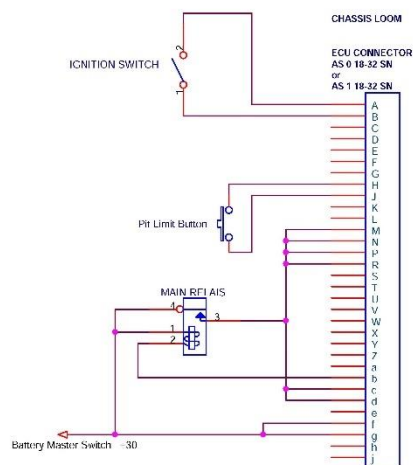 CHASSIS LOOM
ECU CONNECTOR
AS 0 18-32 SN
or
AS 1 18-32 SN
IGNITION SWITCH
2
1
A
B
C
D
E
F
G
H
J
K
L
Pit Limit Button
M
N
P
R
S
T
U
MAIN RELAIS
4
V
3
W
1
X
2
Y
Z
a
b
c
d
e
f
Battery Master Switch +30
g
h
j